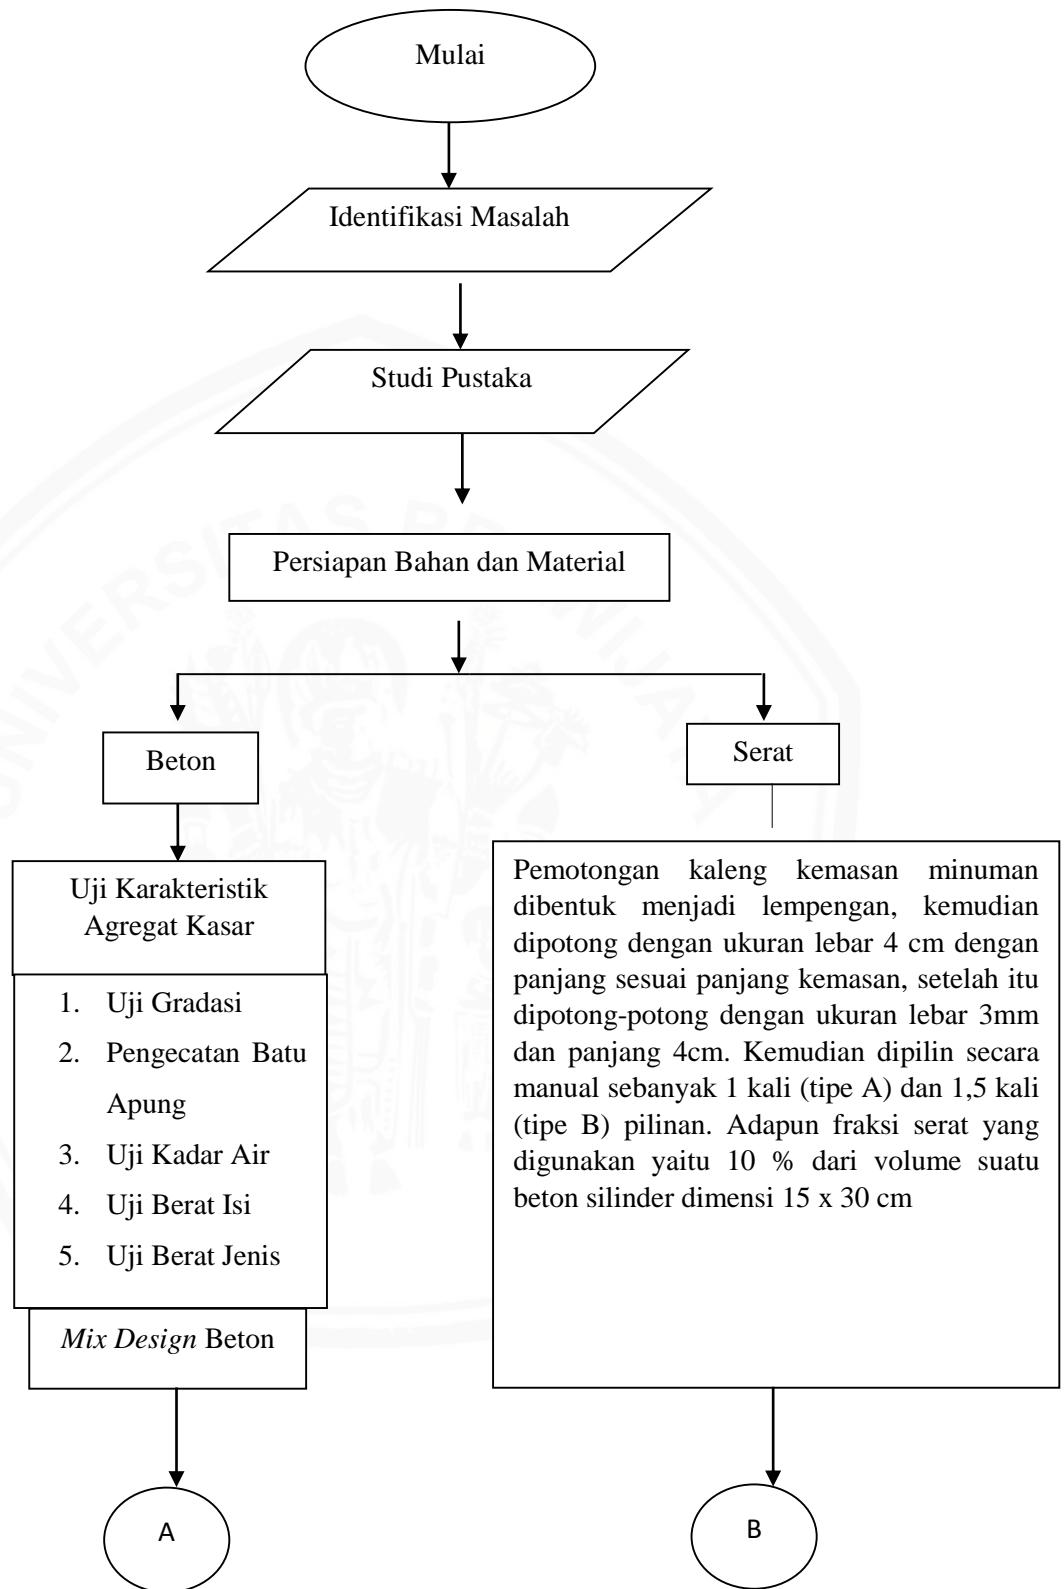 Mulai
Identifikasi Masalah
Studi Pustaka
Persiapan Bahan dan Material
Beton
Serat
Uji Karakteristik
Agregat Kasar
1. Uji Gradasi
2. Pengecatan Batu
Apung
3. Uji Kadar Air
4. Uji Berat Isi
5. Uji Berat Jenis
Mix Design Beton
A
Pemotongan kaleng kemasan minuman
dibentuk menjadi lempengan, kemudian
dipotong dengan ukuran lebar 4 cm dengan
panjang sesuai panjang kemasan, setelah itu
dipotong-potong dengan ukuran lebar 3mm
dan panjang 4cm. Kemudian dipilin secara
manual sebanyak 1 kali (tipe A) dan 1,5 kali
(tipe B) pilinan. Adapun fraksi serat yang
digunakan yaitu 10 % dari volume suatu
beton silinder dimensi 15 x 30 cm
B
UNIVERSITAS BRAWIJAYA